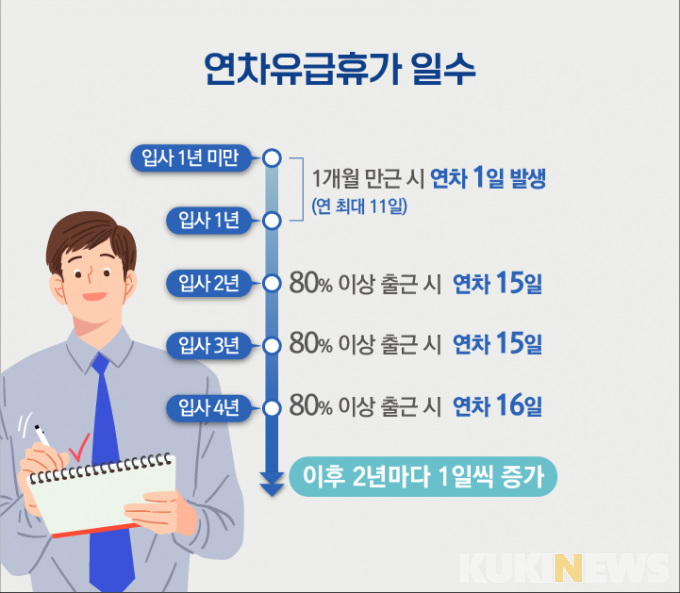 연차유급휴가 일수
입사 1년 미만
1개월 만근 시 연차 1일 발생
(연 최대 11일)
입사 1년
입사 2년 80% 이상 출근 시 연차 15일
입사 3년 80% 이상 출근 시 연차 15일
입사 4년 80% 이상 출근 시 연차 16일
이후 2년마다 1일씩 증가
KUKINEWS